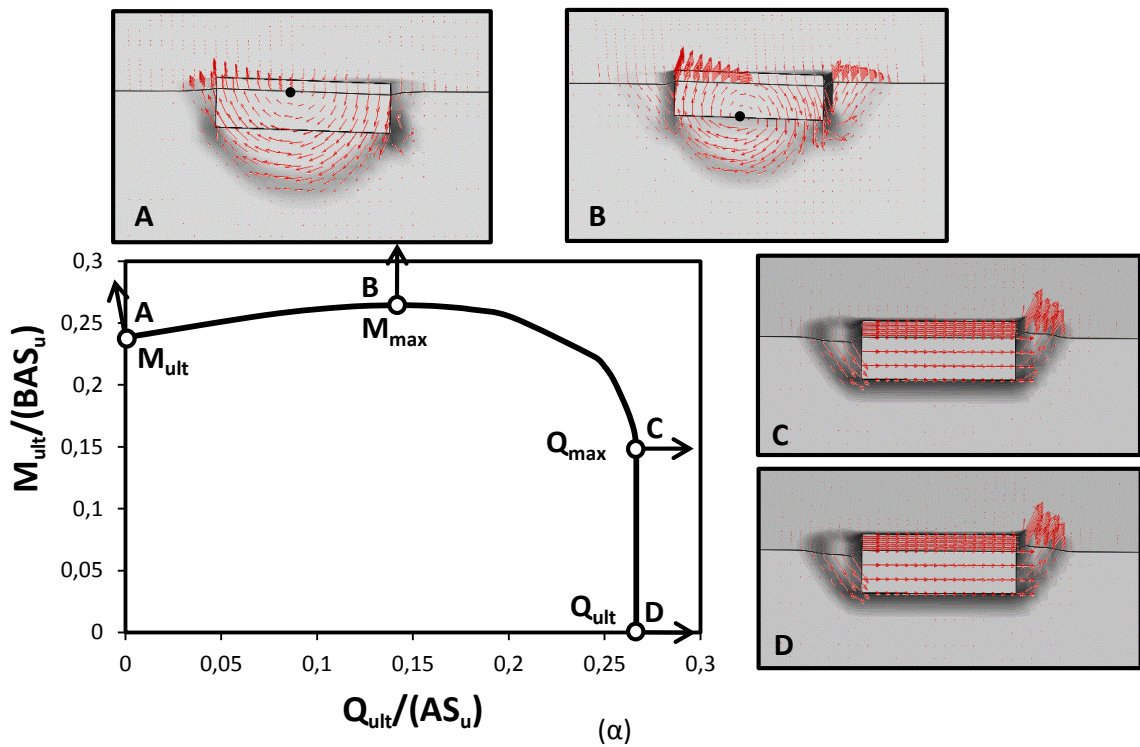 A
B
M_ult/(BAS_u)
0,3
0,25
0,2
0,15
0,1
0,05
0
A
M_ult
B
M_max
C
Q_max
D
Q_ult
0
0,05
0,1
0,15
0,2
0,25
0,3
Q_ult/(AS_u)
(α)
C
D